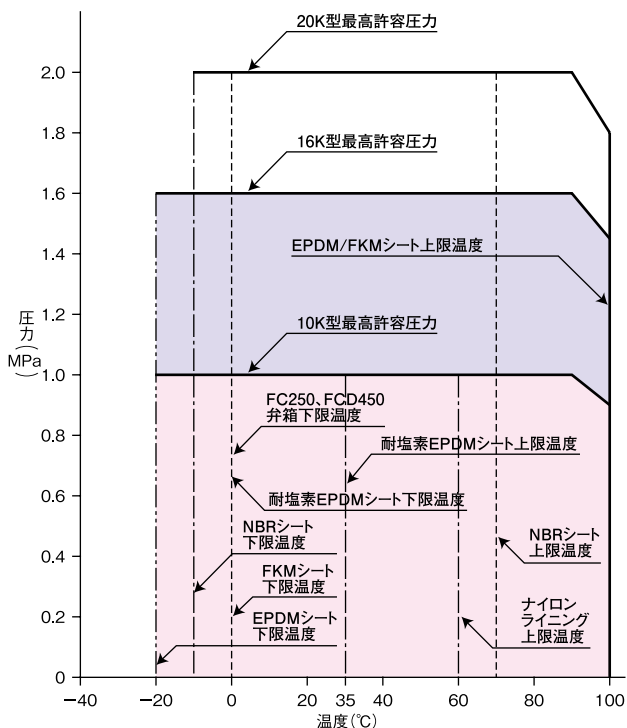 20K型最高許容圧力
2.0
1.8
16K型最高許容圧力
1.6
EPDM/FKMシート上限温度
1.4
1.2
10K型最高許容圧力
圧力(MPa)
1.0
FC250、FCD450
弁箱下限温度
0.8
耐塩素EPDMシート上限温度
0.6
耐塩素EPDMシート下限温度
NBRシート
下限温度
NBRシート
上限温度
0.4
FKMシート
下限温度
ナイロン
ライニング
上限温度
0.2
EPDMシート
下限温度
0
−40 −20 0 20 35 40 60 80 100
温度(℃)